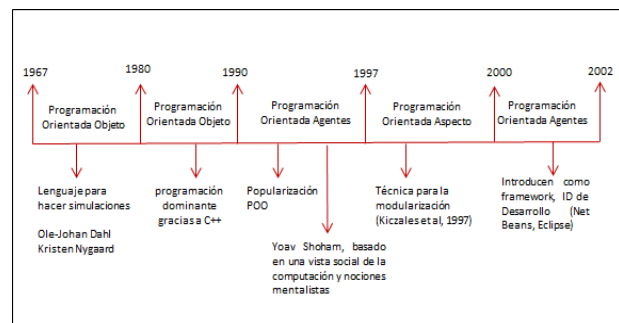 1967
1980
1990
1997
2000
2002
Programación
Orientada Objeto
Programación
Orientada Objeto
Programación
Orientada Agentes
Programación
Orientada Aspecto
Programación
Orientada Agentes
Lenguaje para
hacer simulaciones
Ole-Johan Dahl
Kristen Nygaard
programación
dominante
gracias a C++
Popularización
POO
Yoav Shoham, basado
en una vista social de la
computación y nociones
mentalistas
Técnica para la
modularización
(Kiczales et al, 1997)
Introducen como
framework, ID de
Desarrollo (Net
Beans, Eclipse)